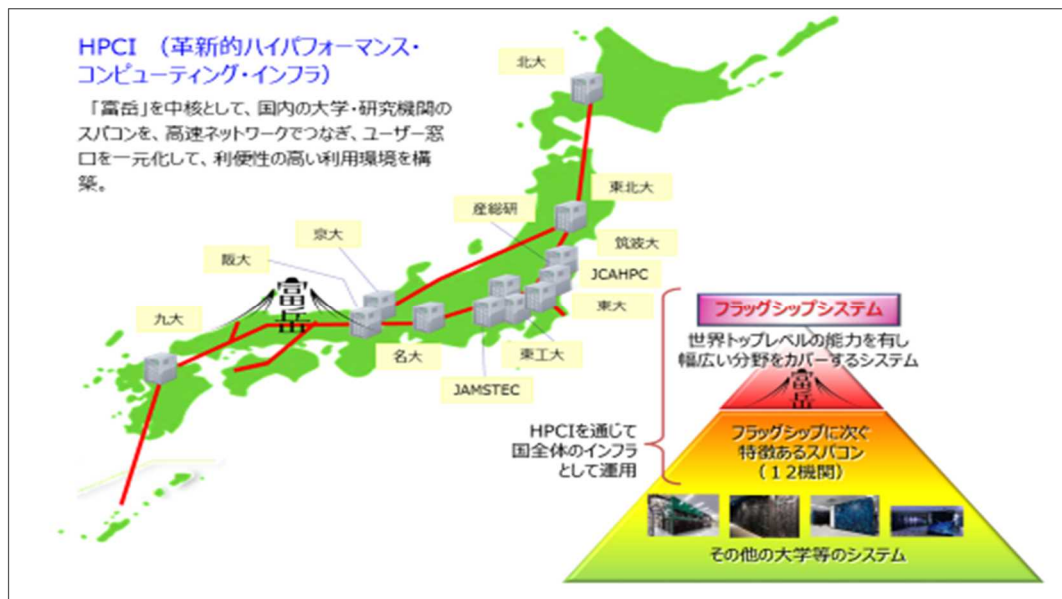 HPCI （革新的ハイパフォーマンス・
コンピューティング・インフラ）
「富岳」を中核として、国内の大学・研究機関の
スパコンを、高速ネットワークでつなぎ、ユーザー窓
口を一元化して、利便性の高い利用環境を構
築。
北大
東北大
産総研
筑波大
京大
JCAHPC
阪大
東大
富岳
九大
名大
東工大
JAMSTEC
フラッグシップシステム
世界トップレベルの能力を有し
幅広い分野をカバーするシステム
富岳
HPCIを通じて
国全体のインフラ
として運用
フラッグシップに次ぐ
特徴あるスパコン
（１２機関）
その他の大学等のシステム